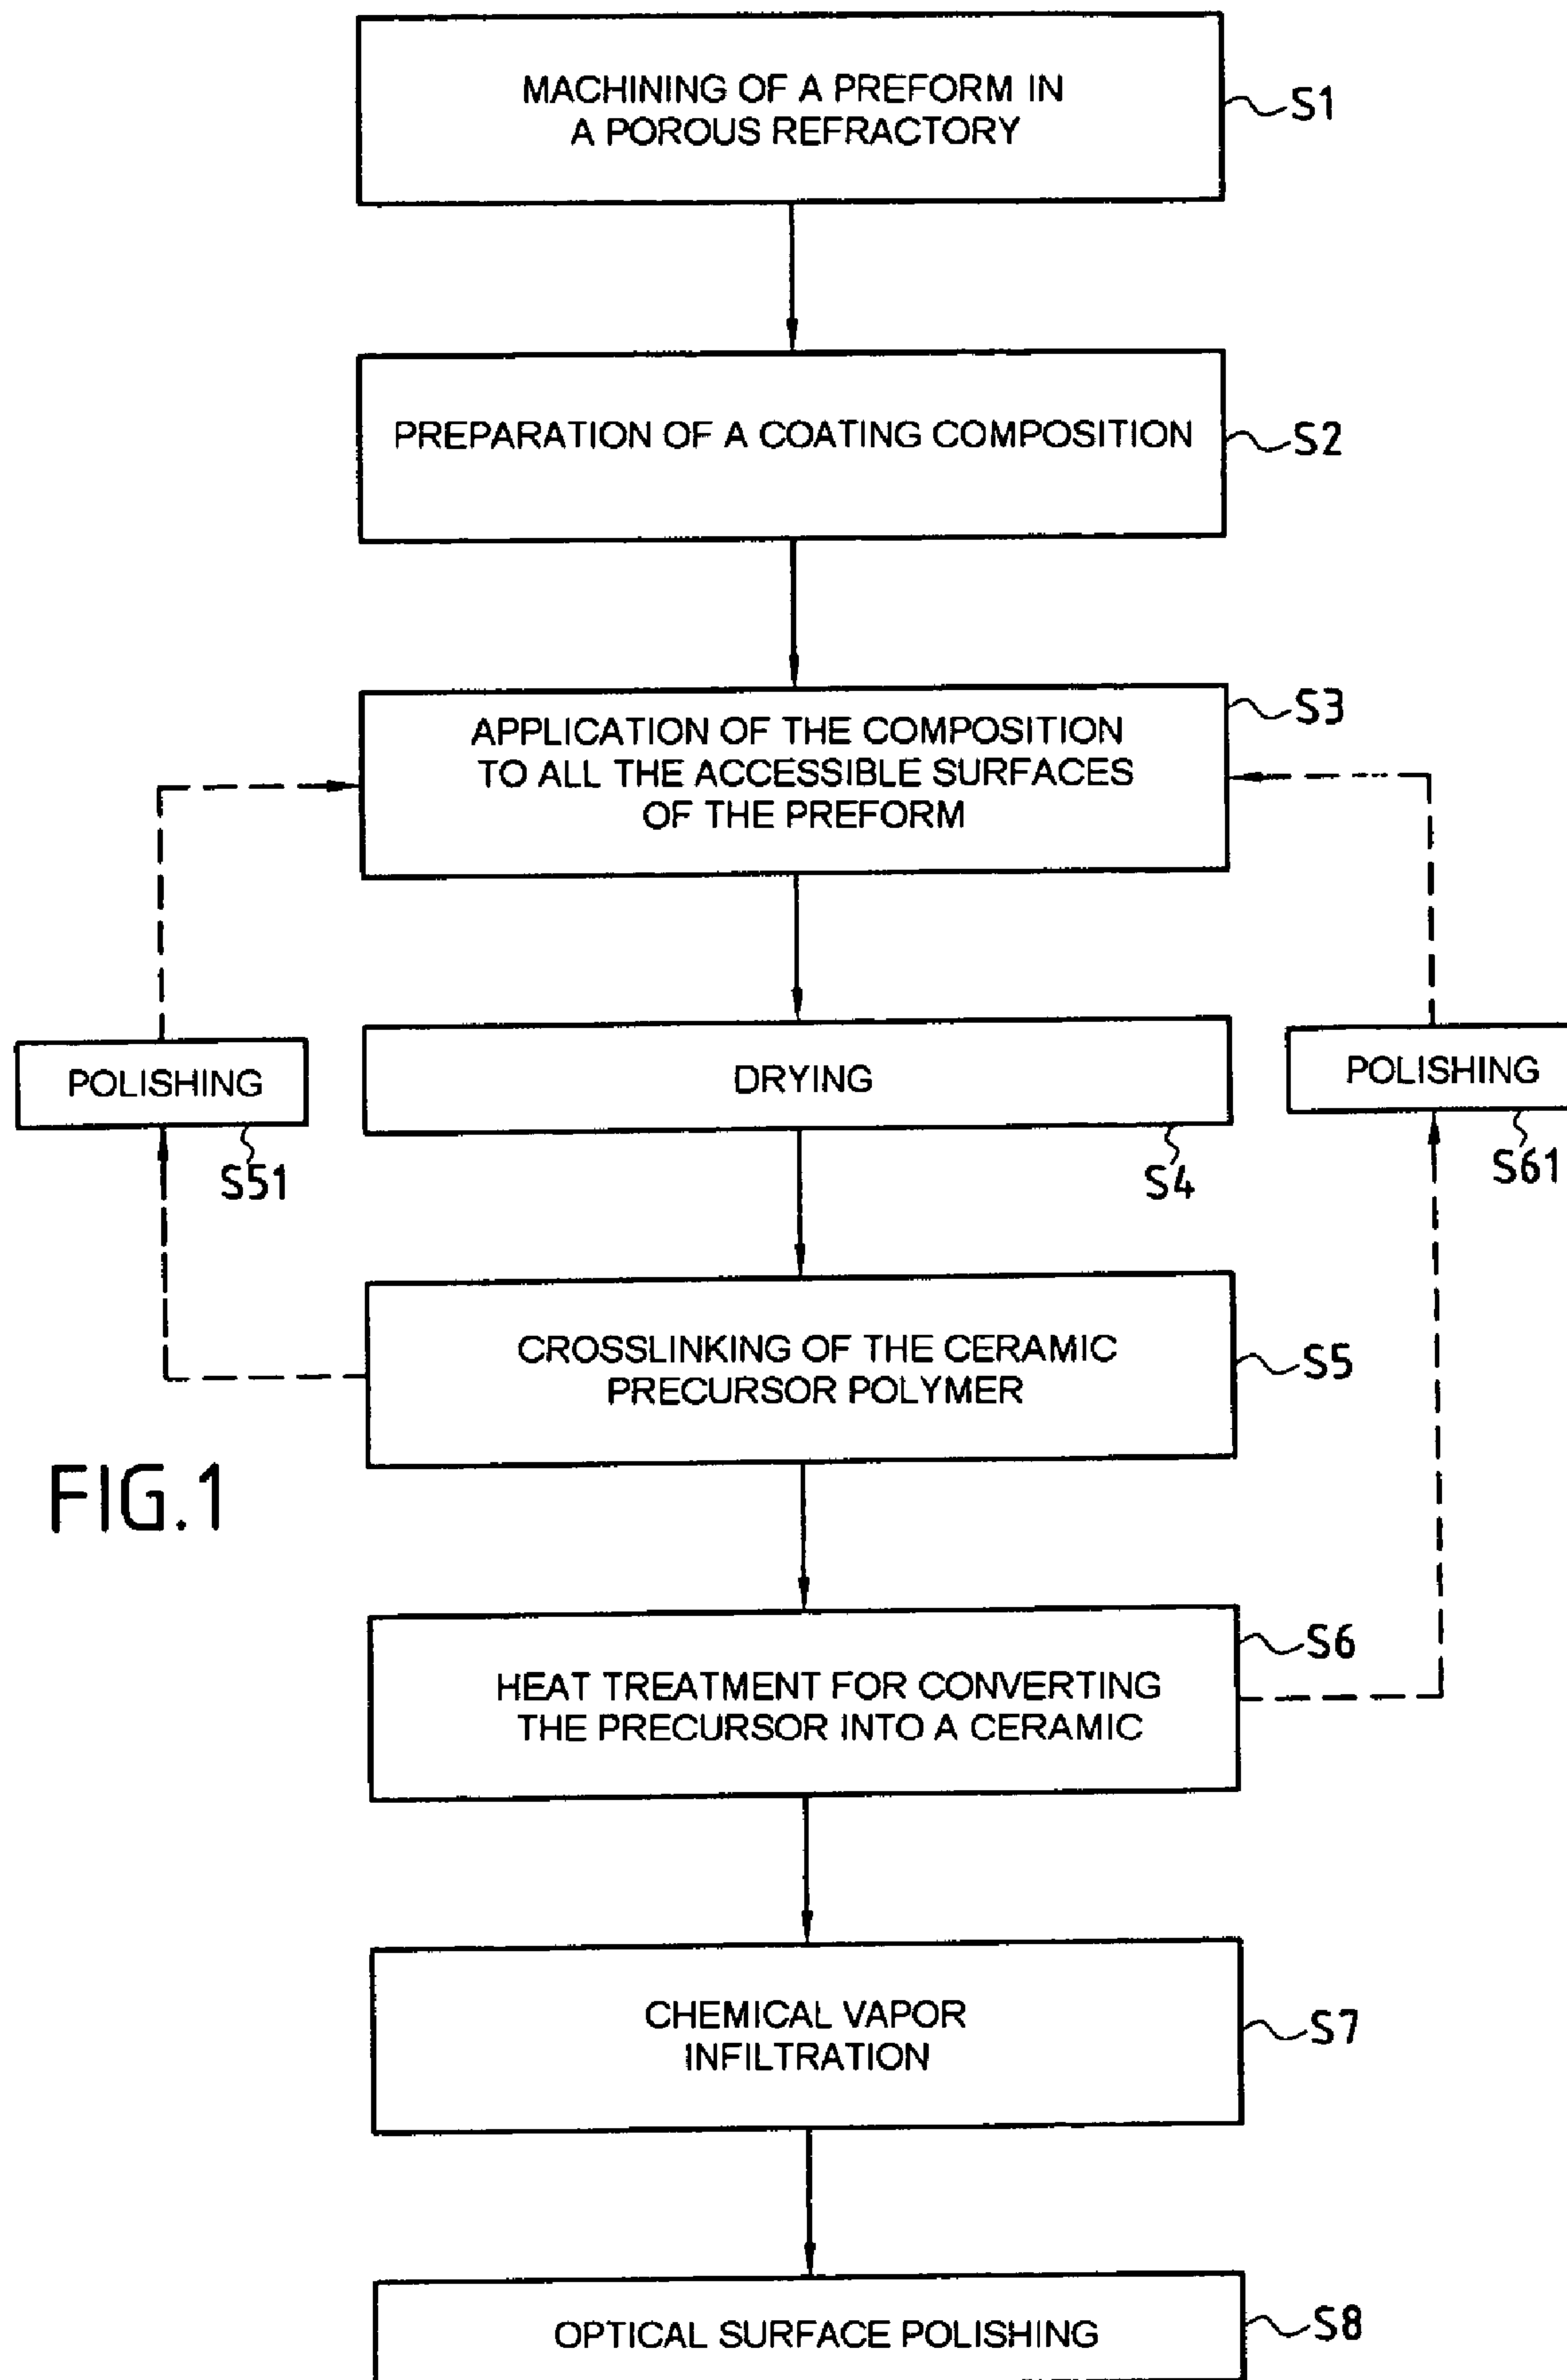 MACHINING OF A PREFORM IN
A POROUS REFRACTORY
S1
PREPARATION OF A COATING COMPOSITION
S2
APPLICATION OF THE COMPOSITION
TO ALL THE ACCESSIBLE SURFACES
OF THE PREFORM
S3
POLISHING
S51
DRYING
S4
POLISHING
S61
CROSSLINKING OF THE CERAMIC
PRECURSOR POLYMER
S5
FIG.1
HEAT TREATMENT FOR CONVERTING
THE PRECURSOR INTO A CERAMIC
S6
CHEMICAL VAPOR
INFILTRATION
S7
OPTICAL SURFACE POLISHING
S8